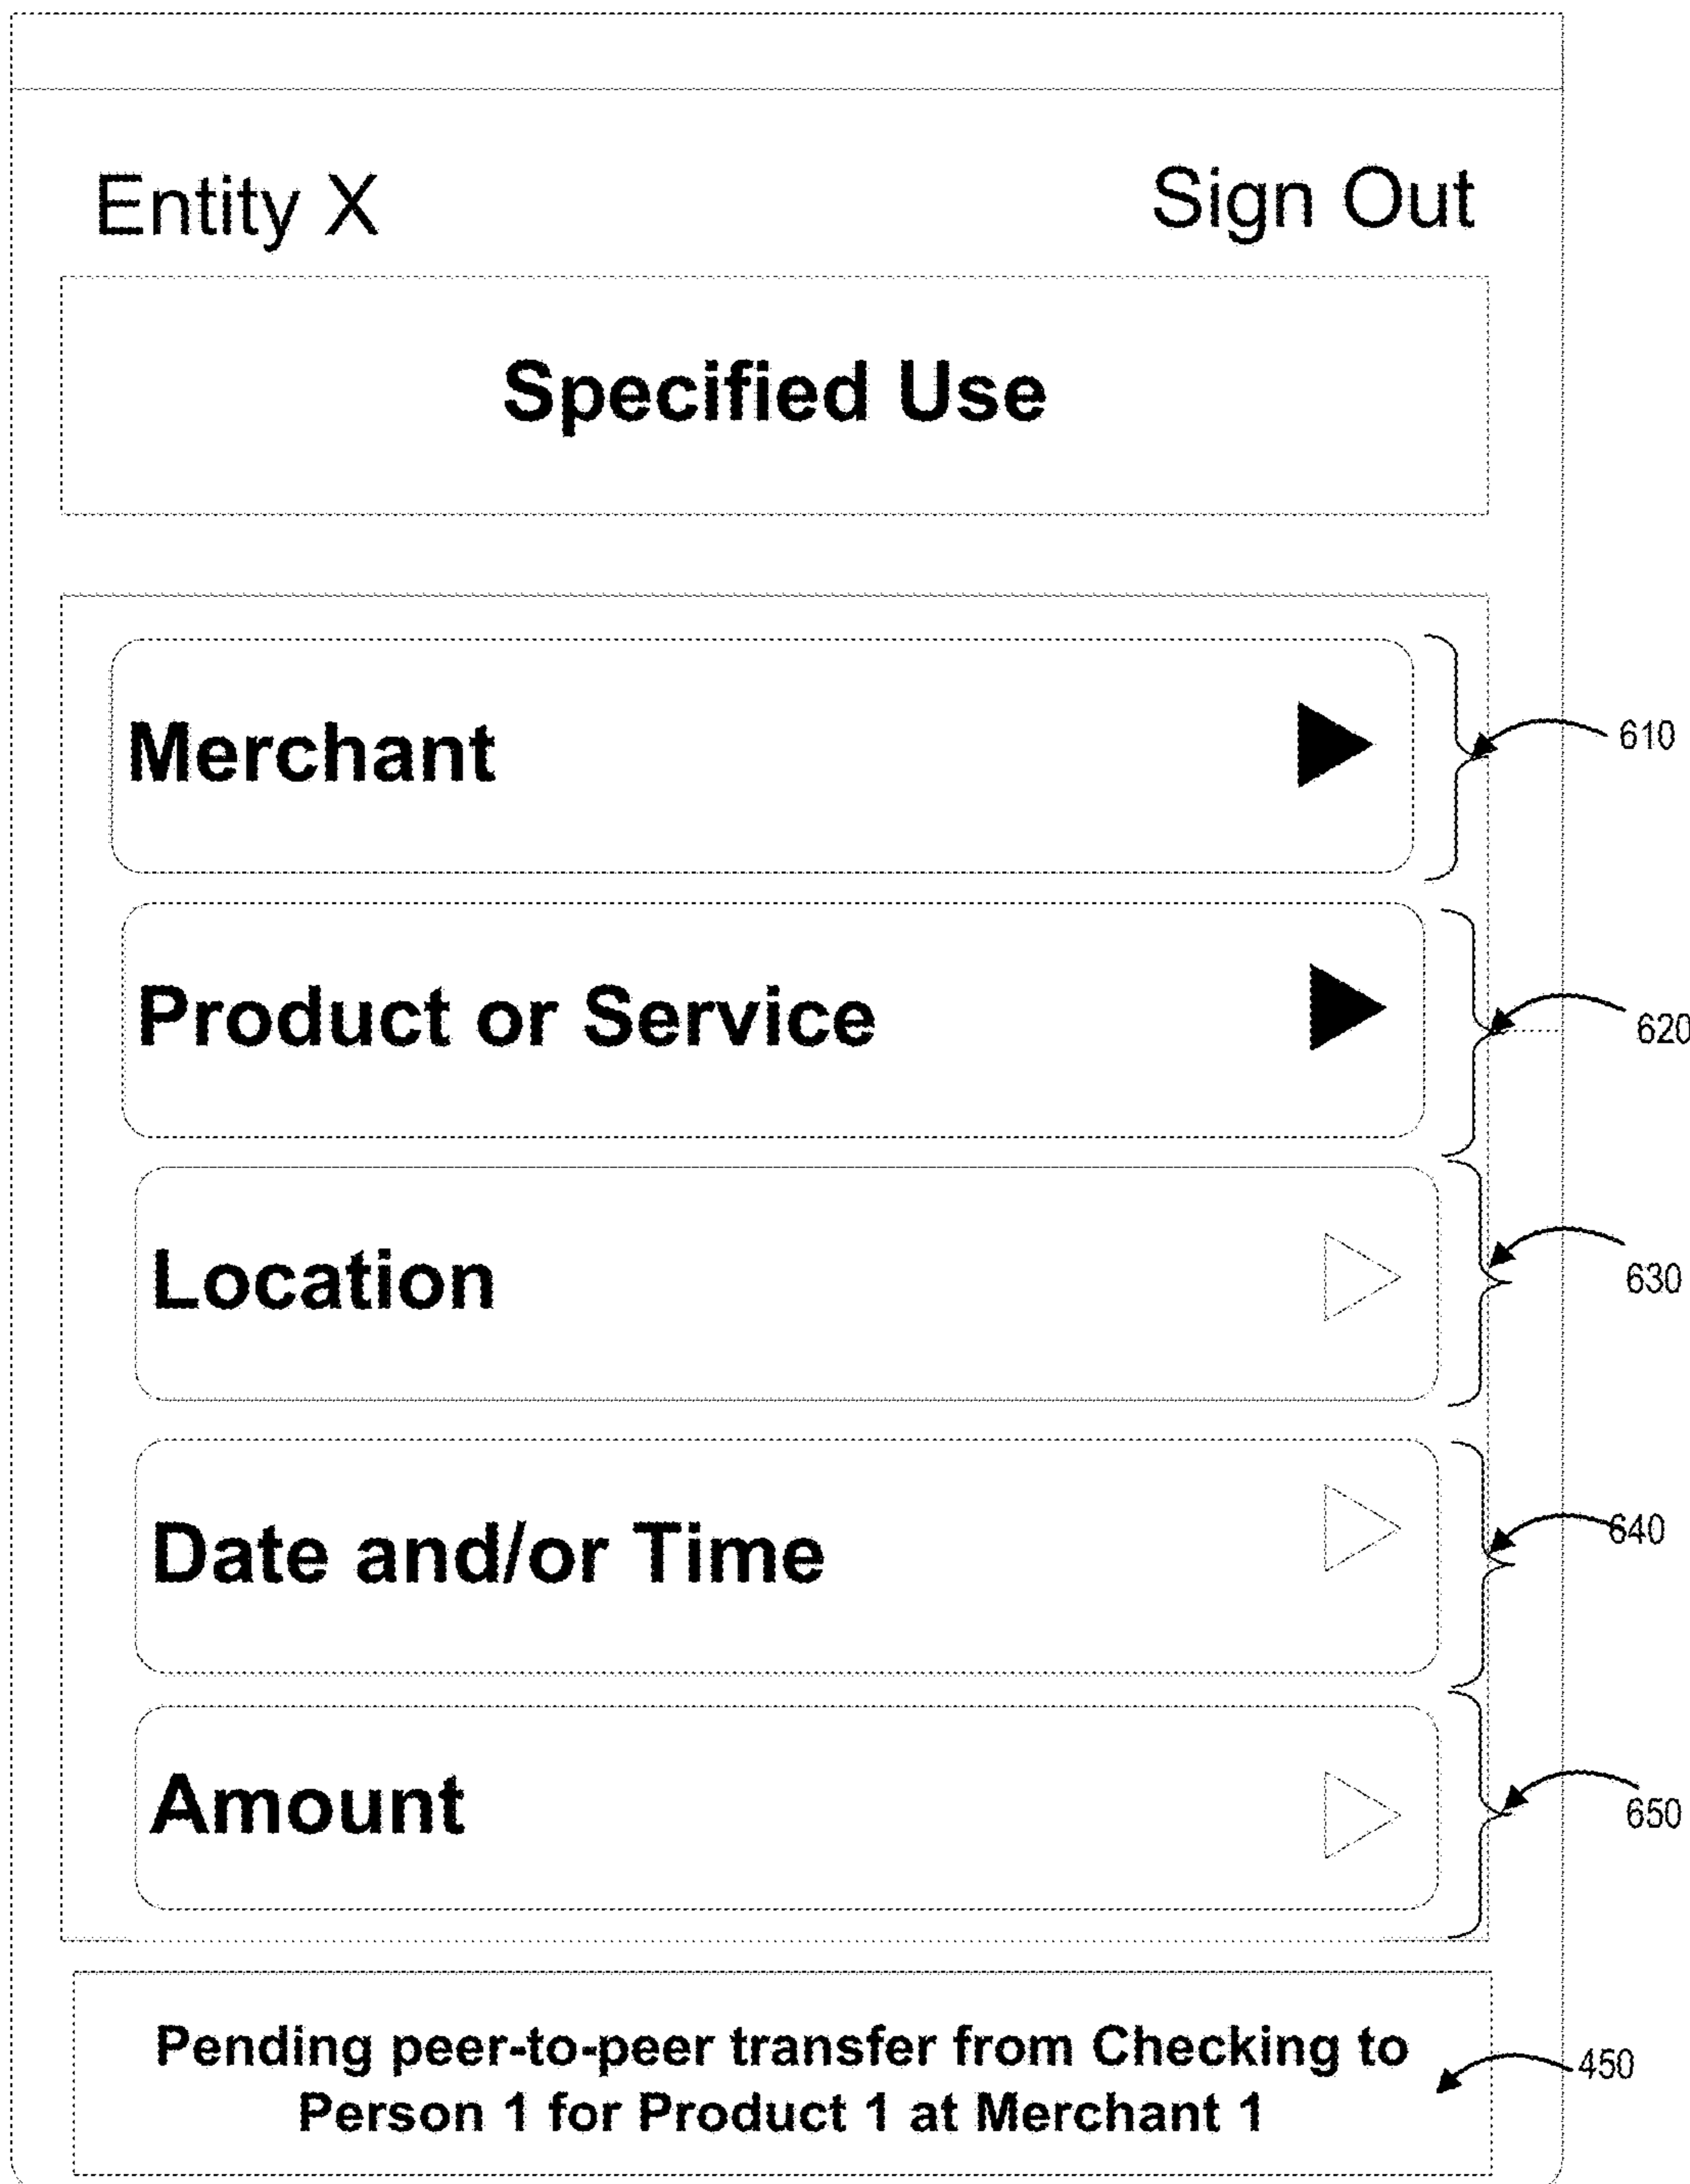 Entity X Sign Out
Specified Use
Merchant
610
Product or Service
620
Location
630
Date and/or Time
640
Amount
650
Pending peer-to-peer transfer from Checking to
450
Person 1 for Product 1 at Merchant 1